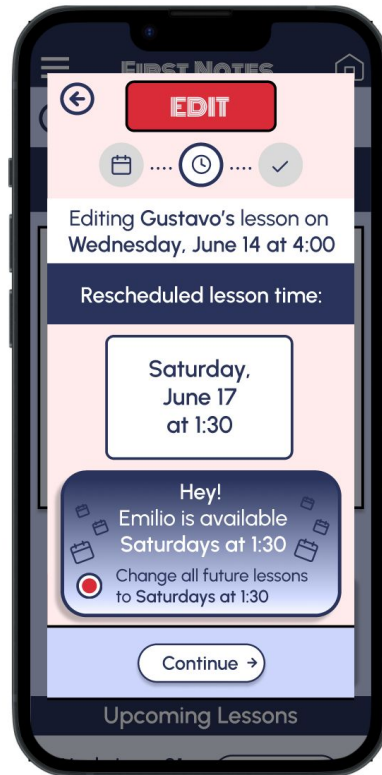 FIRST NOTES
EDIT
Editing Gustavo's lesson on
Wednesday, June 14 at 4:00
Rescheduled lesson time:
Saturday,
June 17
at 1:30
Hey!
Emilio is available
Saturdays at 1:30
Change all future lessons
to Saturdays at 1:30
Continue →
Upcoming Lessons